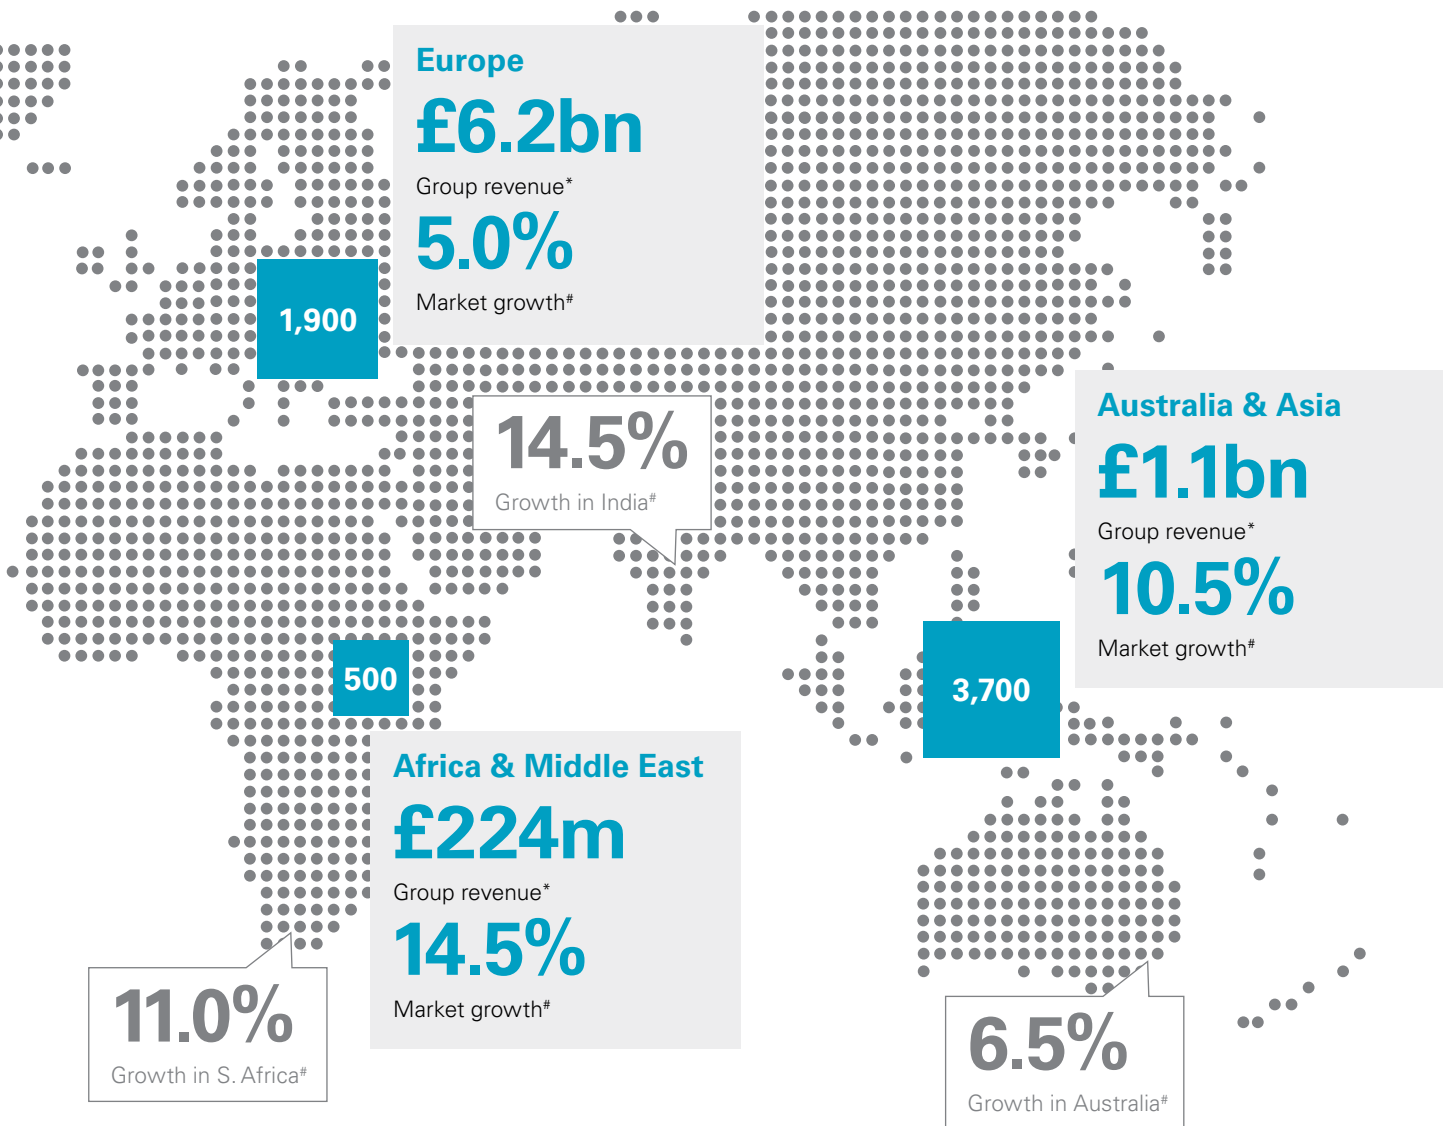 Europe
£6.2bn
Group revenue*
5.0%
Market growth#
1,900
14.5%
Growth in India#
Australia & Asia
£1.1bn
Group revenue*
10.5%
Market growth#
3,700
500
Africa & Middle East
£224m
Group revenue*
14.5%
Market growth#
11.0%
Growth in S. Africa#
6.5%
Growth in Australia#